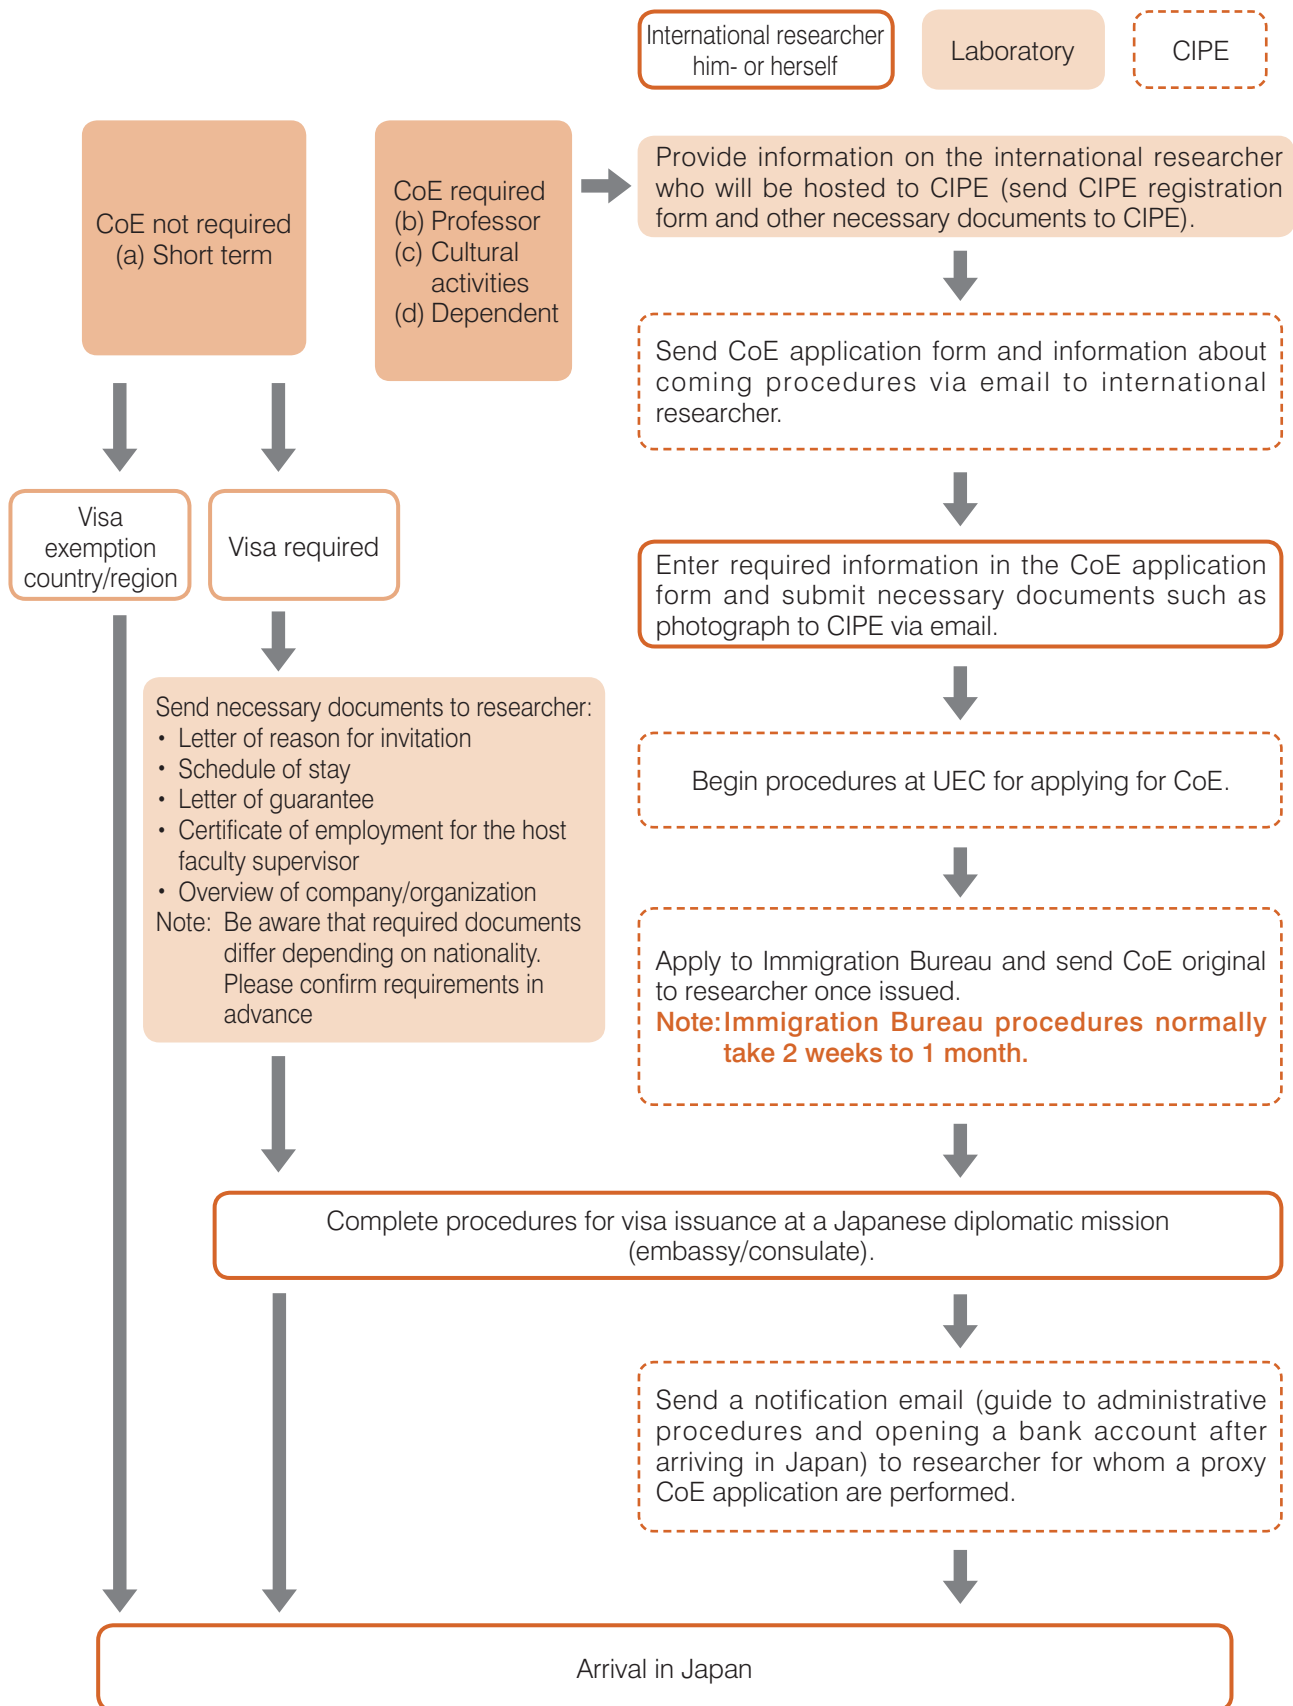 International researcher
him- or herself
Laboratory
CIPE
CoE not required
(a) Short term
CoE required
(b) Professor
(c) Cultural
activities
(d) Dependent
Provide information on the international researcher
who will be hosted to CIPE (send CIPE registration
form and other necessary documents to CIPE).
Send CoE application form and information about
coming procedures via email to international
researcher.
Visa
exemption
country/region
Visa required
Enter required information in the CoE application
form and submit necessary documents such as
photograph to CIPE via email.
Send necessary documents to researcher:
・ Letter of reason for invitation
・ Schedule of stay
・ Letter of guarantee
・ Certificate of employment for the host
faculty supervisor
・ Overview of company/organization
Note: Be aware that required documents
differ depending on nationality.
Please confirm requirements in
advance
Begin procedures at UEC for applying for CoE.
Apply to Immigration Bureau and send CoE original
to researcher once issued.
Note: Immigration Bureau procedures normally
take 2 weeks to 1 month.
Complete procedures for visa issuance at a Japanese diplomatic mission
(embassy/consulate).
Send a notification email (guide to administrative
procedures and opening a bank account after
arriving in Japan) to researcher for whom a proxy
CoE application are performed.
Arrival in Japan